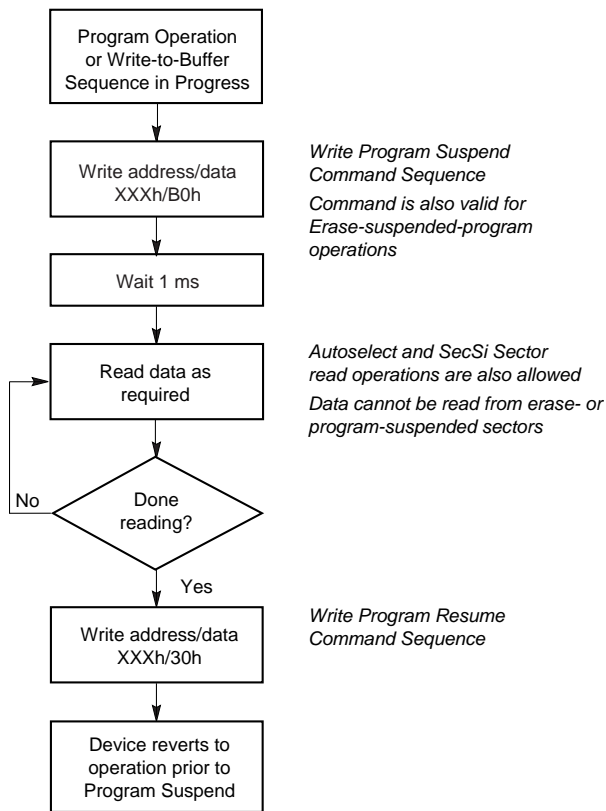 Program Operation
or Write-to-Buffer
Sequence in Progress
Write address/data
XXXh/B0h
Write Program Suspend
Command Sequence
Command is also valid for
Erase-suspended-program
operations
Wait 1 ms
Read data as
required
Autoselect and SecSi Sector
read operations are also allowed
Data cannot be read from erase- or
program-suspended sectors
No
Done
reading?
Yes
Write address/data
XXXh/30h
Write Program Resume
Command Sequence
Device reverts to
operation prior to
Program Suspend